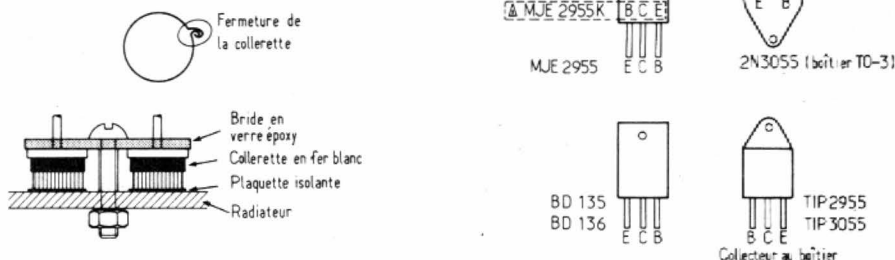 Fermeture de
la collerette
Bride en
verre époxy
Collerette en fer blanc
Plaquette isolante
Radiateur
MJE 2955K
B C E
MJE 2955
E C B
E B
2N3055 (boîtier TO-3)
BD 135
BD 136
E C B
TIP2955
TIP3055
B C E
Collecteur au boîtier